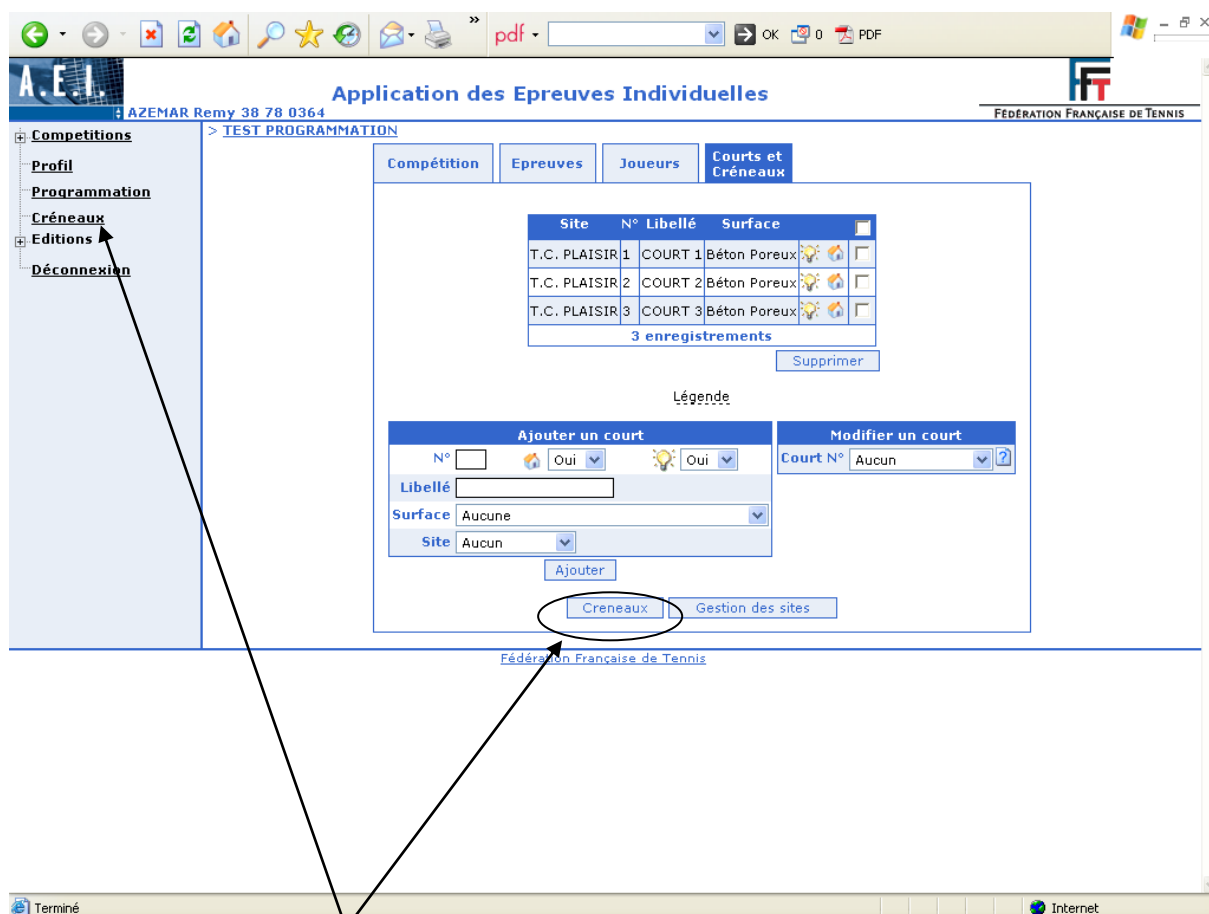 pdf
OK
0
PDF
A.E.I.
Application des Epreuves Individuelles
FFT
FÉDÉRATION FRANÇAISE DE TENNIS
AZEMAR Remy 38 78 0364
> TEST PROGRAMMATION
Competitions
Profil
Programmation
Créneaux
Editions
Déconnexion
Compétition
Epreuves
Joueurs
Courts et
Créneaux
Site N° Libellé Surface
T.C. PLAISIR 1 COURT 1 Béton Poreux
T.C. PLAISIR 2 COURT 2 Béton Poreux
T.C. PLAISIR 3 COURT 3 Béton Poreux
3 enregistrements
Supprimer
Légende
Ajouter un court
N° Oui Oui
Libellé
Surface Aucune
Site Aucun
Ajouter
Modifier un court
Court N° Aucun ?
Creneaux
Gestion des sites
Fédération Française de Tennis
Terminé
Internet